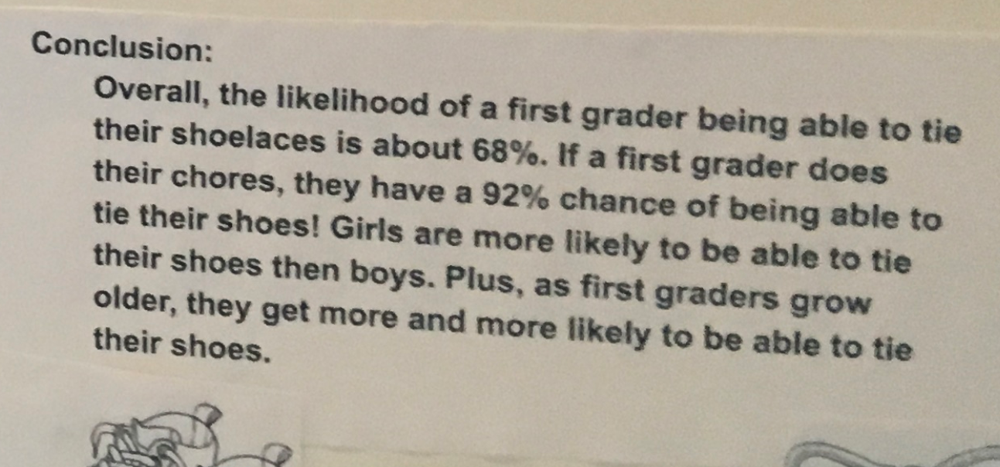 Conclusion:
Overall, the likelihood of a first grader being able to tie
their shoelaces is about 68%. If a first grader does
their chores, they have a 92% chance of being able to
tie their shoes! Girls are more likely to be able to tie
their shoes then boys. Plus, as first graders grow
older, they get more and more likely to be able to tie
their shoes.